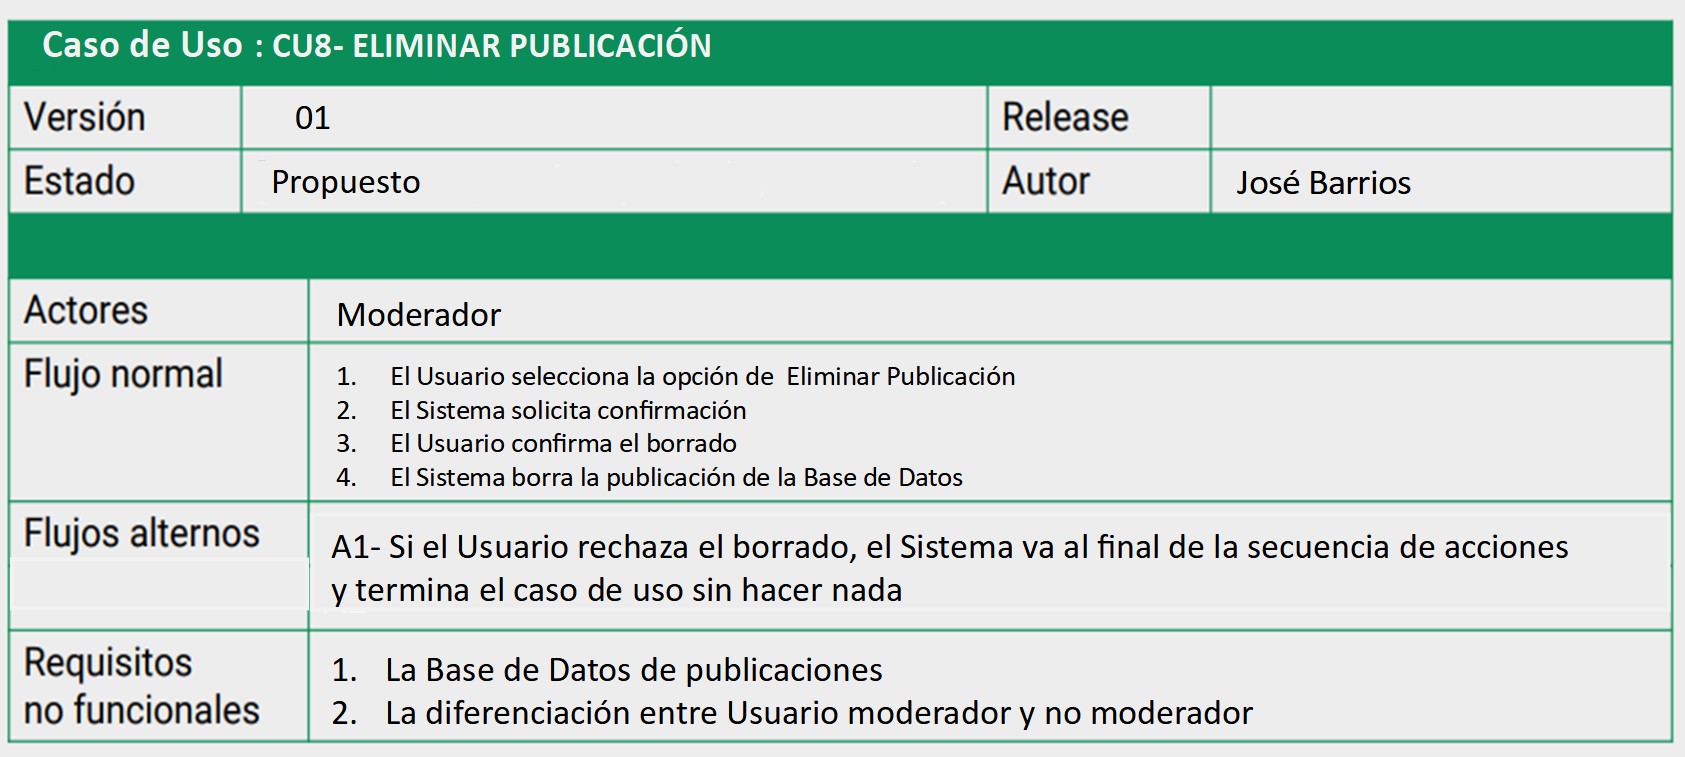 Caso de Uso : CU8- ELIMINAR PUBLICACIÓN
Versión 01 Release
Estado Propuesto Autor José Barrios
Actores Moderador
Flujo normal
1. El Usuario selecciona la opción de Eliminar Publicación
2. El Sistema solicita confirmación
3. El Usuario confirma el borrado
4. El Sistema borra la publicación de la Base de Datos
Flujos alternos
A1- Si el Usuario rechaza el borrado, el Sistema va al final de la secuencia de acciones
y termina el caso de uso sin hacer nada
Requisitos
no funcionales
1. La Base de Datos de publicaciones
2. La diferenciación entre Usuario moderador y no moderador